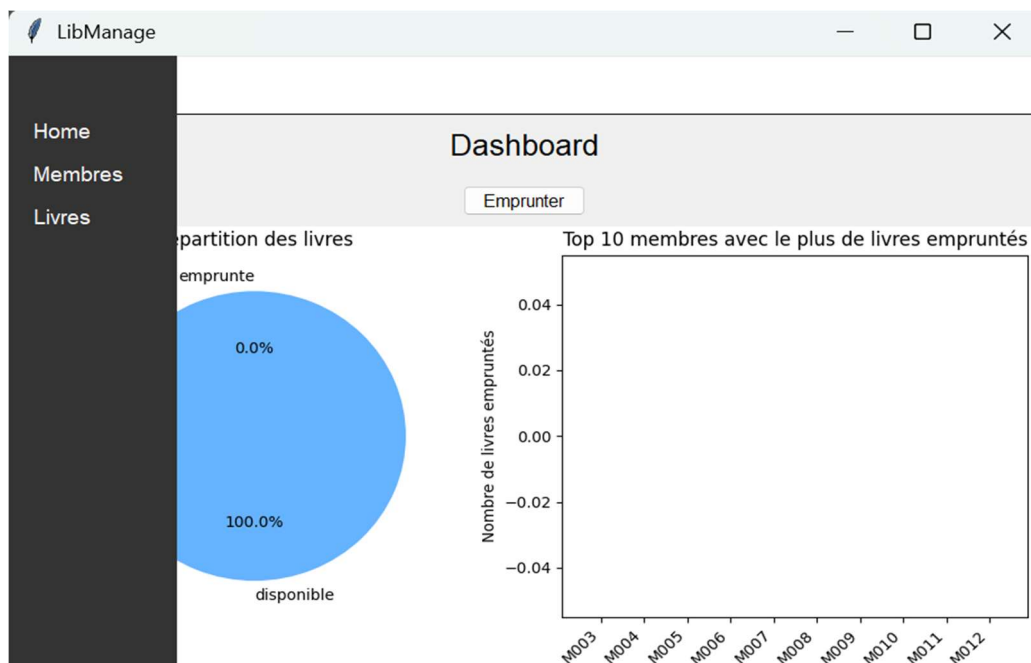 LibManage
Home
Membres
Livres
Dashboard
Emprunter
partition des livres
emprunte
0.0%
100.0%
disponible
Top 10 membres avec le plus de livres empruntés
Nombre de livres empruntés
0.04
0.02
0.00
−0.02
−0.04
M003
M004
M005
M006
M007
M008
M009
M010
M011
M012